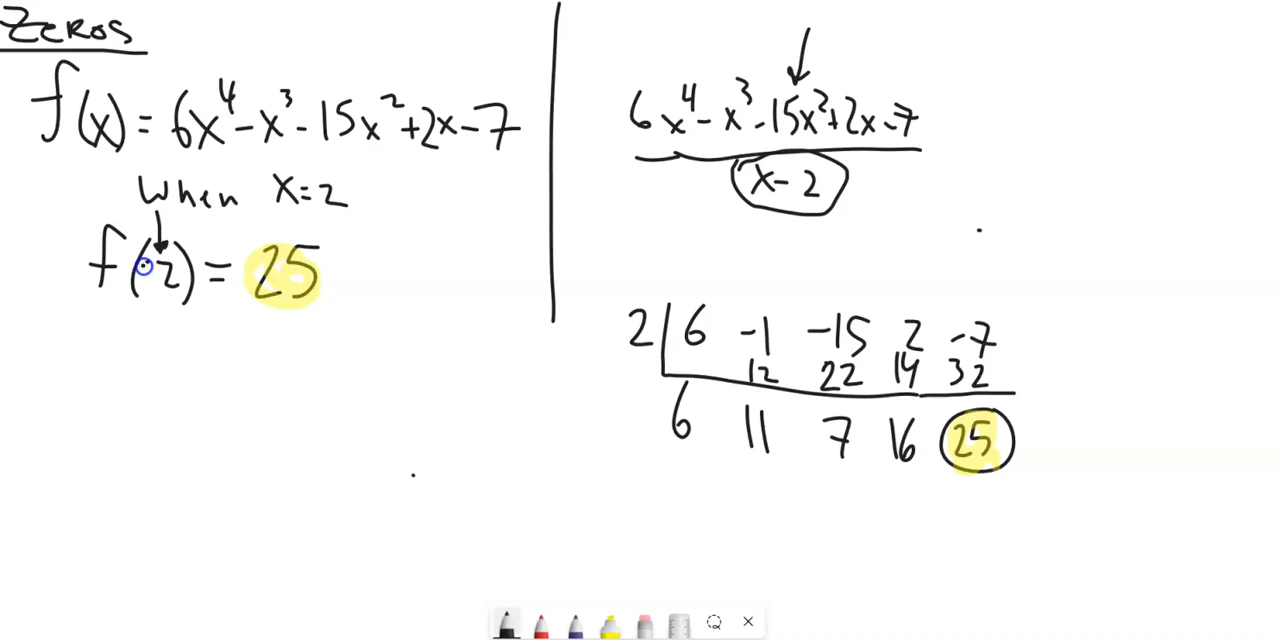 ZEROS
f(x) = 6x⁴ - x³ - 15x² + 2x - 7
When x = 2
f(2) = 25
6x⁴ - x³ - 15x² + 2x - 7
x - 2
2 | 6 -1 -15 2 -7
12 22 14 32
6 11 7 16 25